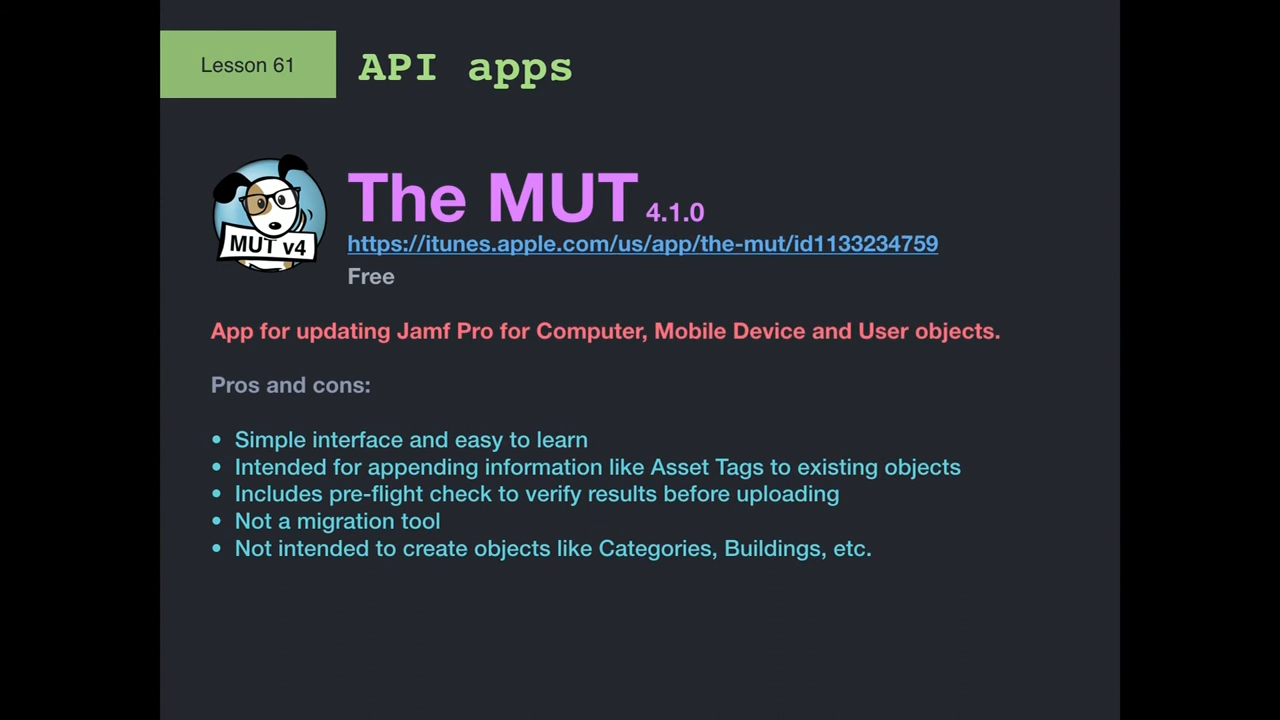 Lesson 61
API apps
MUT v4
The MUT 4.1.0
https://itunes.apple.com/us/app/the-mut/id1133234759
Free
App for updating Jamf Pro for Computer, Mobile Device and User objects.
Pros and cons:
• Simple interface and easy to learn
• Intended for appending information like Asset Tags to existing objects
• Includes pre-flight check to verify results before uploading
• Not a migration tool
• Not intended to create objects like Categories, Buildings, etc.